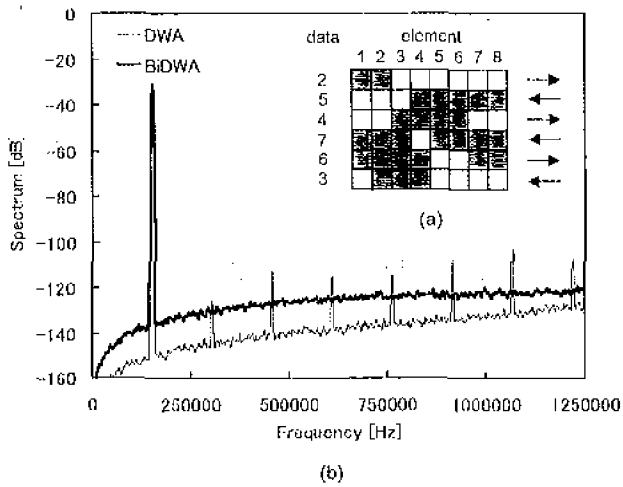 0
-20
-40
-60
-80
-100
-120
-140
-160
Spectrum [dB]
DWA
BiDWA
data
element
1 2 3 4 5 6 7 8
2
5
4
7
6
3
(a)
0 250000 500000 750000 1000000 1250000
Frequency [Hz]
(b)